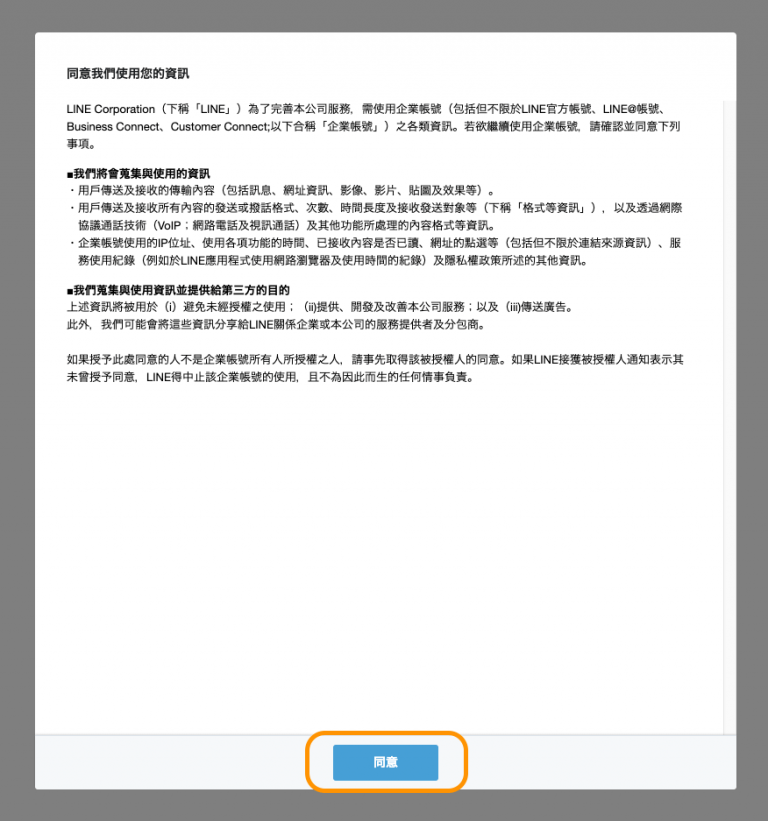 同意我們使用您的資訊
LINE Corporation（下稱「LINE」）為了完善本公司服務，需使用企業帳號（包括但不限於LINE官方帳號、LINE@帳號、
Business Connect、Customer Connect;以下合稱「企業帳號」）之各類資訊。若欲繼續使用企業帳號，請確認並同意下列
事項。
■我們將會蒐集與使用的資訊
・用戶傳送及接收的傳輸內容（包括訊息、網址資訊、影像、影片、貼圖及效果等）。
・用戶傳送及接收所有內容的發送或撥話格式、次數、時間長度及接收發送對象等（下稱「格式等資訊」），以及透過網際
協議通話技術（VoIP；網路電話及視訊通話）及其他功能所處理的內容格式等資訊。
・企業帳號使用的IP位址、使用各項功能的時間、已接收內容是否已讀、網址的點選等（包括但不限於連結來源資訊）、服
務使用紀錄（例如於LINE應用程式使用網路瀏覽器及使用時間的紀錄）及隱私權政策所述的其他資訊。
■我們蒐集與使用資訊並提供給第三方的目的
上述資訊將被用於（i）避免未經授權之使用；（ii)提供、開發及改善本公司服務；以及（iii)傳送廣告。
此外，我們可能會將這些資訊分享給LINE關係企業或本公司的服務提供者及分包商。
如果授予此處同意的人不是企業帳號所有人所授權之人，請事先取得該被授權人的同意。如果LINE接獲被授權人通知表示其
未曾授予同意，LINE得中止該企業帳號的使用，且不為因此而生的任何情事負責。
同意